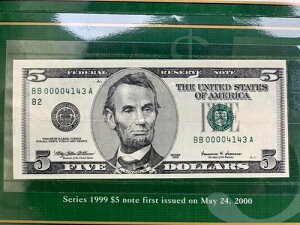 FEDERAL RESERVE NOTE
5
5
THE UNITED STATES
OF AMERICA
BB 00004143 A
B2
BB 00004143 A
5
FIVE DOLLARS
5
Series 1999 $5 note first issued on May 24, 2000